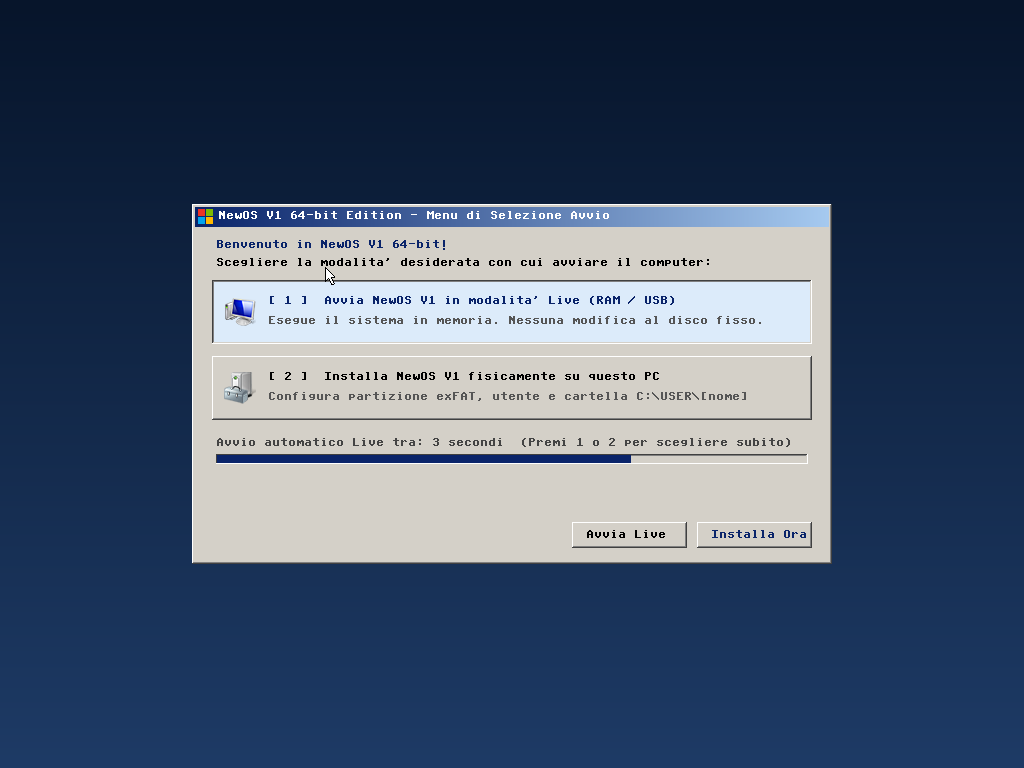 NewOS V1 64-bit Edition - Menu di Selezione Avvio
Benvenuto in NewOS V1 64-bit!
Scegliere la modalita' desiderata con cui avviare il computer:
[ 1 ]  Avvia NewOS V1 in modalita' Live (RAM / USB)
Esegue il sistema in memoria. Nessuna modifica al disco fisso.
[ 2 ]  Installa NewOS V1 fisicamente su questo PC
Configura partizione exFAT, utente e cartella C:\USER\[nome]
Avvio automatico Live tra: 3 secondi  (Premi 1 o 2 per scegliere subito)
Avvia Live
Installa Ora